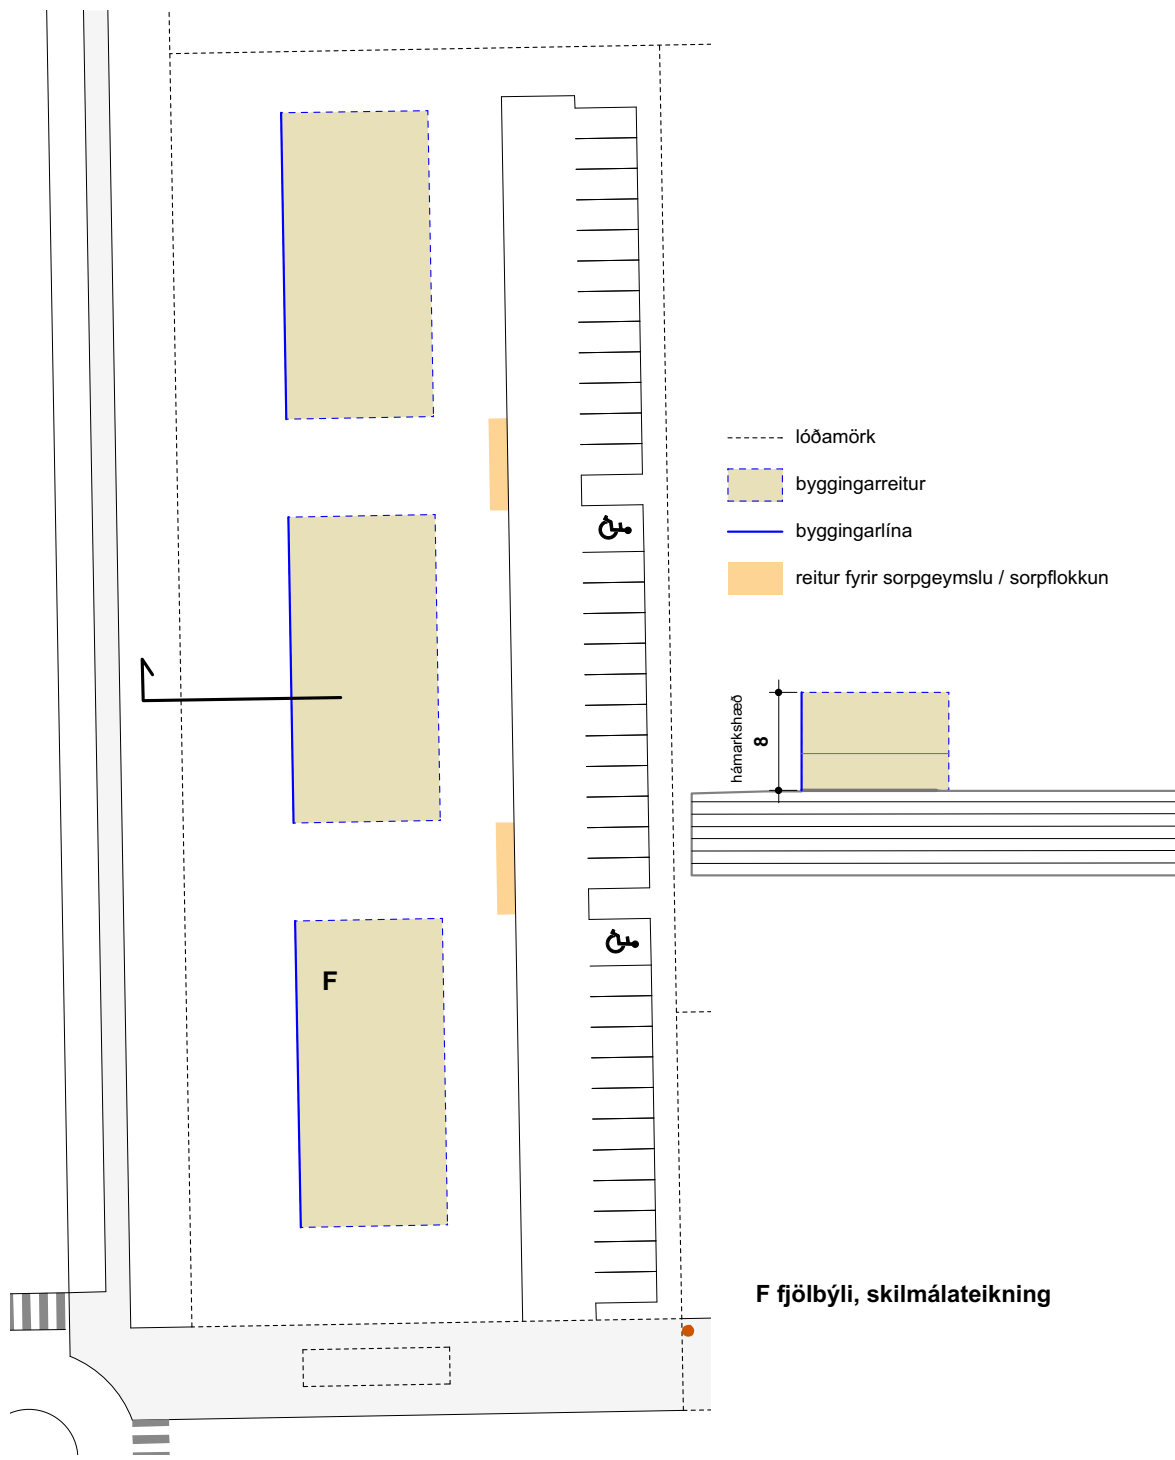 lóðamörk
byggingarreitur
byggingarlína
reitur fyrir sorpgeymslu / sorpflokkun
hámarkshæð
8
F
F fjölbýli, skilmálateikning